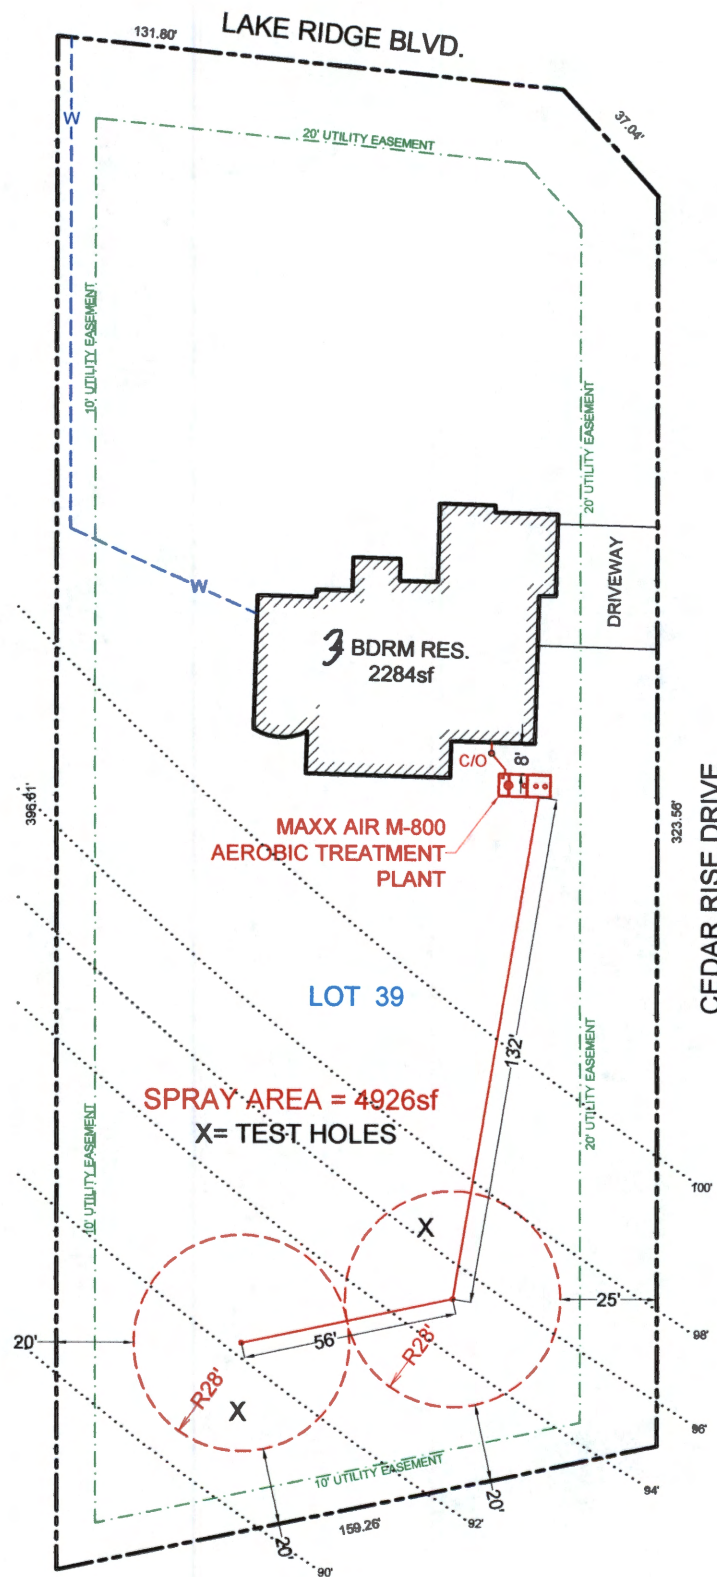 LAKE RIDGE BLVD.
131.80'
37.04'
W
20' UTILITY EASEMENT
10' UTILITY EASEMENT
20' UTILITY EASEMENT
DRIVEWAY
W
3 BDRM RES.
2284sf
C/O
8'
396.61'
323.56'
CEDAR RISE DRIVE
MAXX AIR M-800
AEROBIC TREATMENT
PLANT
LOT 39
132'
SPRAY AREA = 4926sf
X= TEST HOLES
10' UTILITY EASEMENT
20' UTILITY EASEMENT
100'
X
25'
98'
20'
56'
R28'
R28'
X
96'
10' UTILITY EASEMENT
94'
20'
92'
159.26'
20'
90'